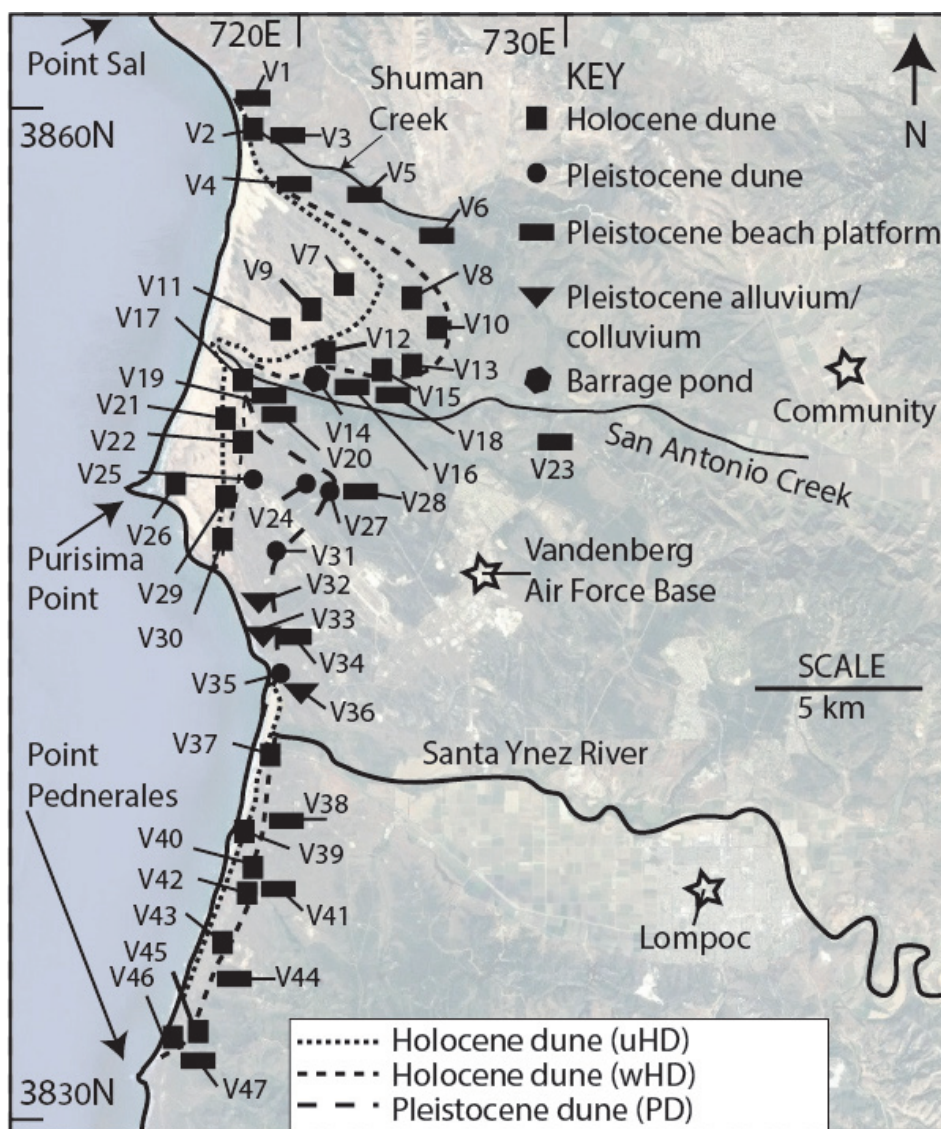 720E
730E
Point Sal
V1
Shuman
Creek
KEY
N
3860N
V2
V3
Holocene dune
Pleistocene dune
V4
V5
V6
Pleistocene beach platform
V7
V9
V8
V11
V10
Pleistocene alluvium/
colluvium
V17
V12
V13
V15
Barrage pond
V19
V21
V14
V18
Community
V22
V20
V16
V23
San Antonio Creek
V25
V24
V28
V26
V27
Purisima
Point
V31
Vandenberg
Air Force Base
V29
V32
V30
V33
V34
V35
V36
SCALE
5 km
V37
Santa Ynez River
Point
Pednerales
V38
V40
V39
V42
V41
V43
Lompoc
V45
V46
V44
Holocene dune (uHD)
Holocene dune (wHD)
Pleistocene dune (PD)
V47
3830N